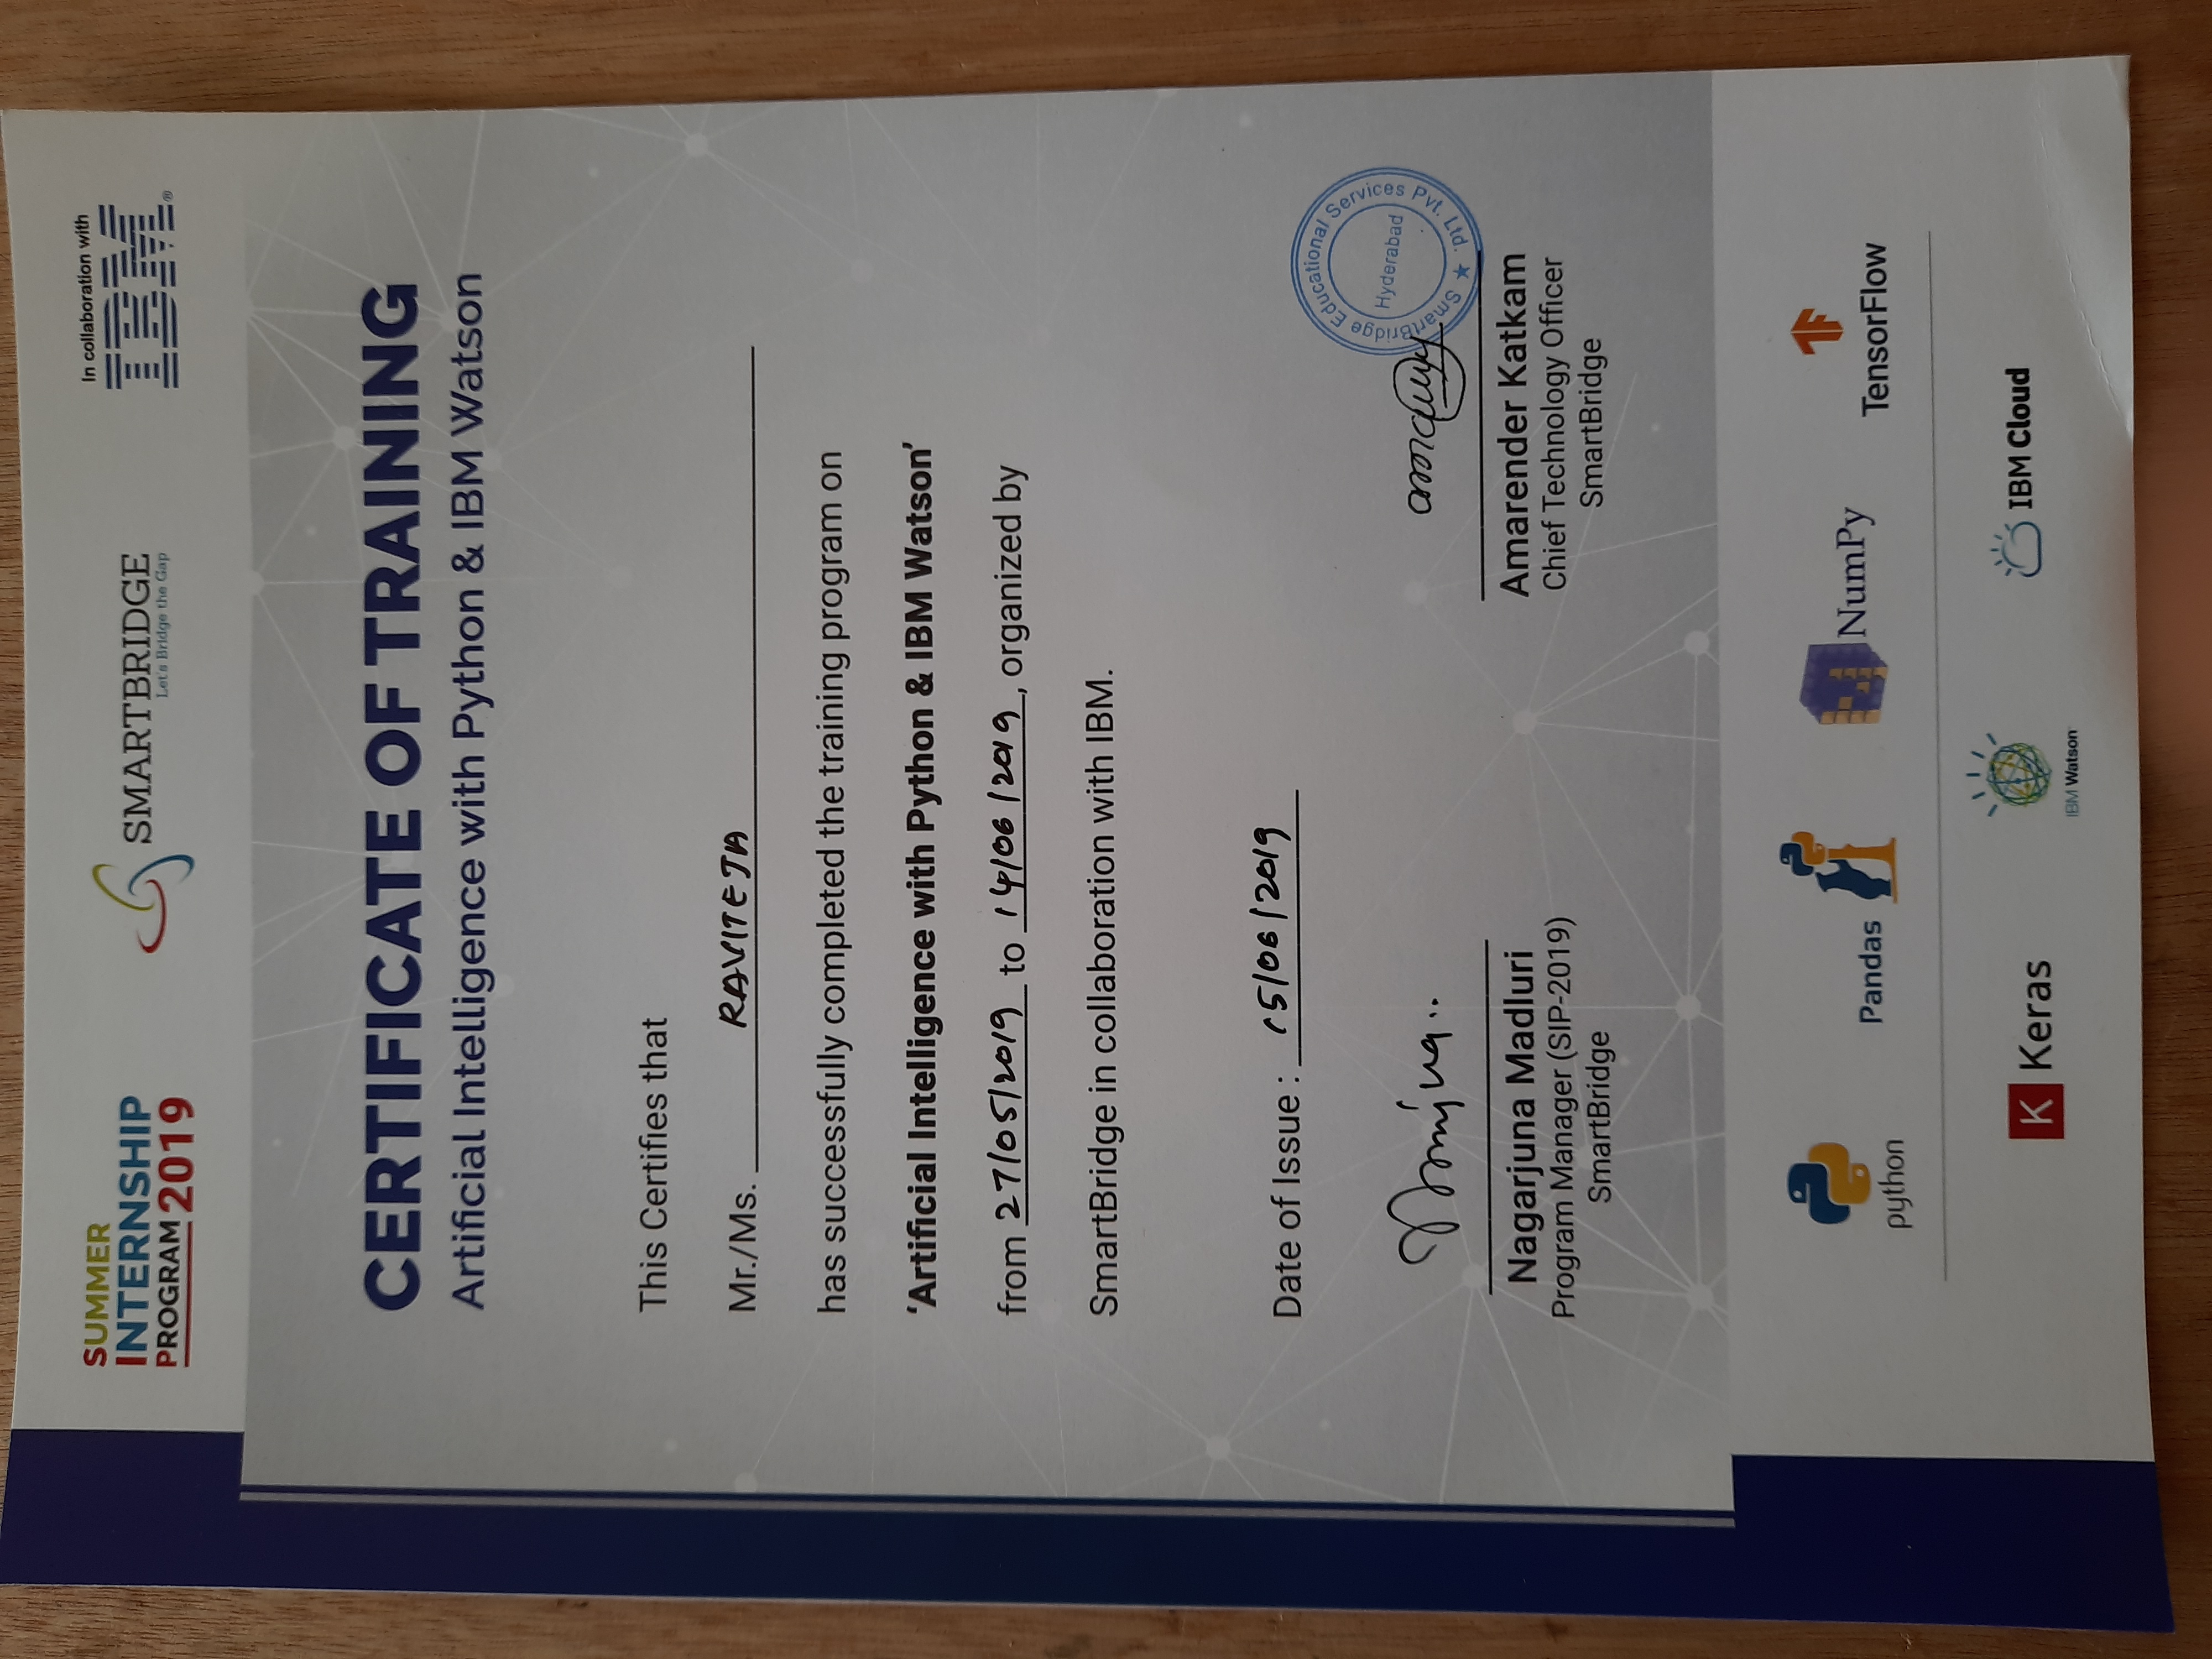 SUMMER
INTERNSHIP
PROGRAM 2019
SMARTBRIDGE
Let's Bridge the Gap
In collaboration with
IBM®
CERTIFICATE OF TRAINING
Artificial Intelligence with Python & IBM Watson
This Certifies that
Mr./Ms. RAVITEJA
has successfully completed the training program on
‘Artificial Intelligence with Python & IBM Watson’
from 27/05/2019 to 14/06/2019, organized by
SmartBridge in collaboration with IBM.
Date of Issue : 15/06/2019
SmartBridge Educational Services Pvt. Ltd. ★
Hyderabad
Nagarjuna Madluri
Program Manager (SIP-2019)
SmartBridge
Amarender Katkam
Chief Technology Officer
SmartBridge
python
Pandas
NumPy
TensorFlow
K Keras
IBM Watson
IBM Cloud